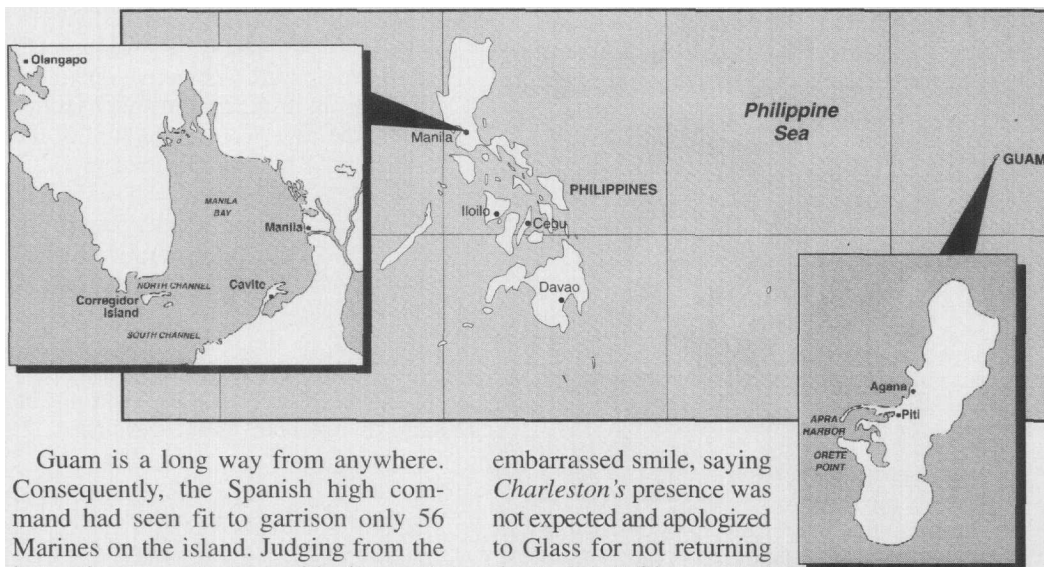 Olangapo
MANILA
BAY
Manila
NORTH CHANNEL
Cavite
Corregidor
Island
SOUTH CHANNEL
Manila
Iloilo
Cebu
Davao
PHILIPPINES
Philippine
Sea
GUAM
Agana
Piti
APRA
HARBOR
ORETE
POINT
Guam is a long way from anywhere.
Consequently, the Spanish high com-
mand had seen fit to garrison only 56
Marines on the island. Judging from the
embarrassed smile, saying
Charleston's presence was
not expected and apologized
to Glass for not returning